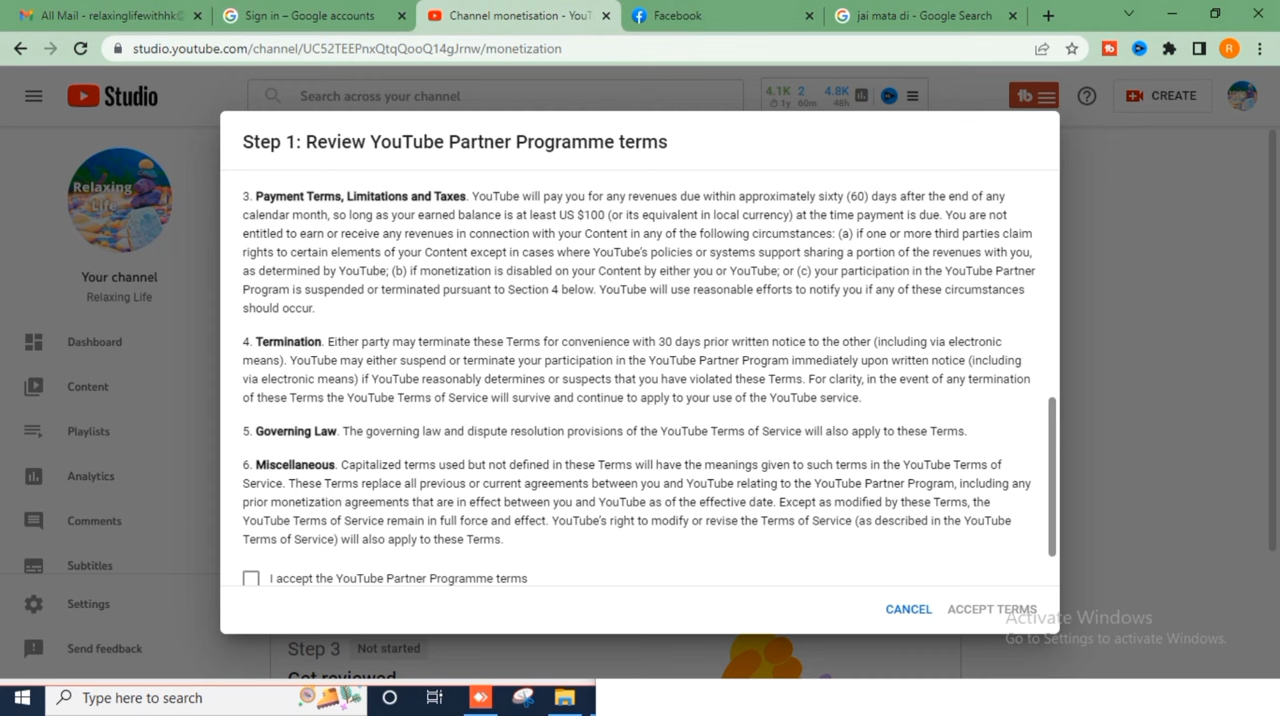 All Mail - relaxinglifewithhk@
Sign in – Google accounts
Channel monetisation - YouT
Facebook
jai mata di - Google Search
studio.youtube.com/channel/UC52TEEPnxQtqQooQ14gJrnw/monetization
R
Studio
Search across your channel
4.1K 2 4.8K
1y 60m 48h
tb
CREATE
Relaxing
Life
Your channel
Relaxing Life
Dashboard
Content
Playlists
Analytics
Comments
Subtitles
Settings
Send feedback
Step 1: Review YouTube Partner Programme terms
3. Payment Terms, Limitations and Taxes. YouTube will pay you for any revenues due within approximately sixty (60) days after the end of any
calendar month, so long as your earned balance is at least US $100 (or its equivalent in local currency) at the time payment is due. You are not
entitled to earn or receive any revenues in connection with your Content in any of the following circumstances: (a) if one or more third parties claim
rights to certain elements of your Content except in cases where YouTube's policies or systems support sharing a portion of the revenues with you,
as determined by YouTube; (b) if monetization is disabled on your Content by either you or YouTube; or (c) your participation in the YouTube Partner
Program is suspended or terminated pursuant to Section 4 below. YouTube will use reasonable efforts to notify you if any of these circumstances
should occur.
4. Termination. Either party may terminate these Terms for convenience with 30 days prior written notice to the other (including via electronic
means). YouTube may either suspend or terminate your participation in the YouTube Partner Program immediately upon written notice (including
via electronic means) if YouTube reasonably determines or suspects that you have violated these Terms. For clarity, in the event of any termination
of these Terms the YouTube Terms of Service will survive and continue to apply to your use of the YouTube service.
5. Governing Law. The governing law and dispute resolution provisions of the YouTube Terms of Service will also apply to these Terms.
6. Miscellaneous. Capitalized terms used but not defined in these Terms will have the meanings given to such terms in the YouTube Terms of
Service. These Terms replace all previous or current agreements between you and YouTube relating to the YouTube Partner Program, including any
prior monetization agreements that are in effect between you and YouTube as of the effective date. Except as modified by these Terms, the
YouTube Terms of Service remain in full force and effect. YouTube's right to modify or revise the Terms of Service (as described in the YouTube
Terms of Service) will also apply to these Terms.
I accept the YouTube Partner Programme terms
CANCEL
ACCEPT TERMS
Activate Windows
Go to Settings to activate Windows.
Step 3
Not started
Get reviewed
Type here to search